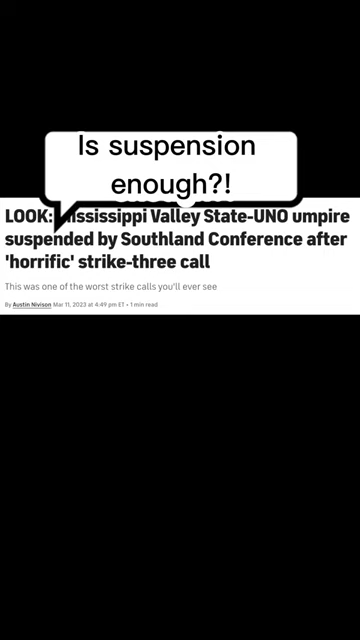 Is suspension
enough?!
LOOK: Mississippi Valley State-UNO umpire
suspended by Southland Conference after
'horrific' strike-three call
This was one of the worst strike calls you'll ever see
By Austin Nivison Mar 11, 2023 at 4:49 pm ET • 1 min read